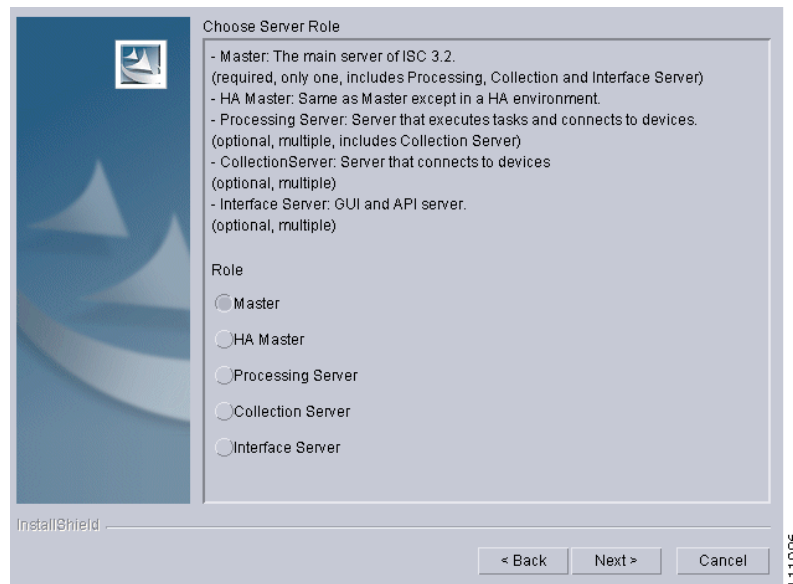 Choose Server Role
- Master: The main server of ISC 3.2.
(required, only one, includes Processing, Collection and Interface Server)
- HA Master: Same as Master except in a HA environment.
- Processing Server: Server that executes tasks and connects to devices.
(optional, multiple, includes Collection Server)
- CollectionServer: Server that connects to devices
(optional, multiple)
- Interface Server: GUI and API server.
(optional, multiple)
Role
Master
HA Master
Processing Server
Collection Server
Interface Server
InstallShield
< Back
Next >
Cancel